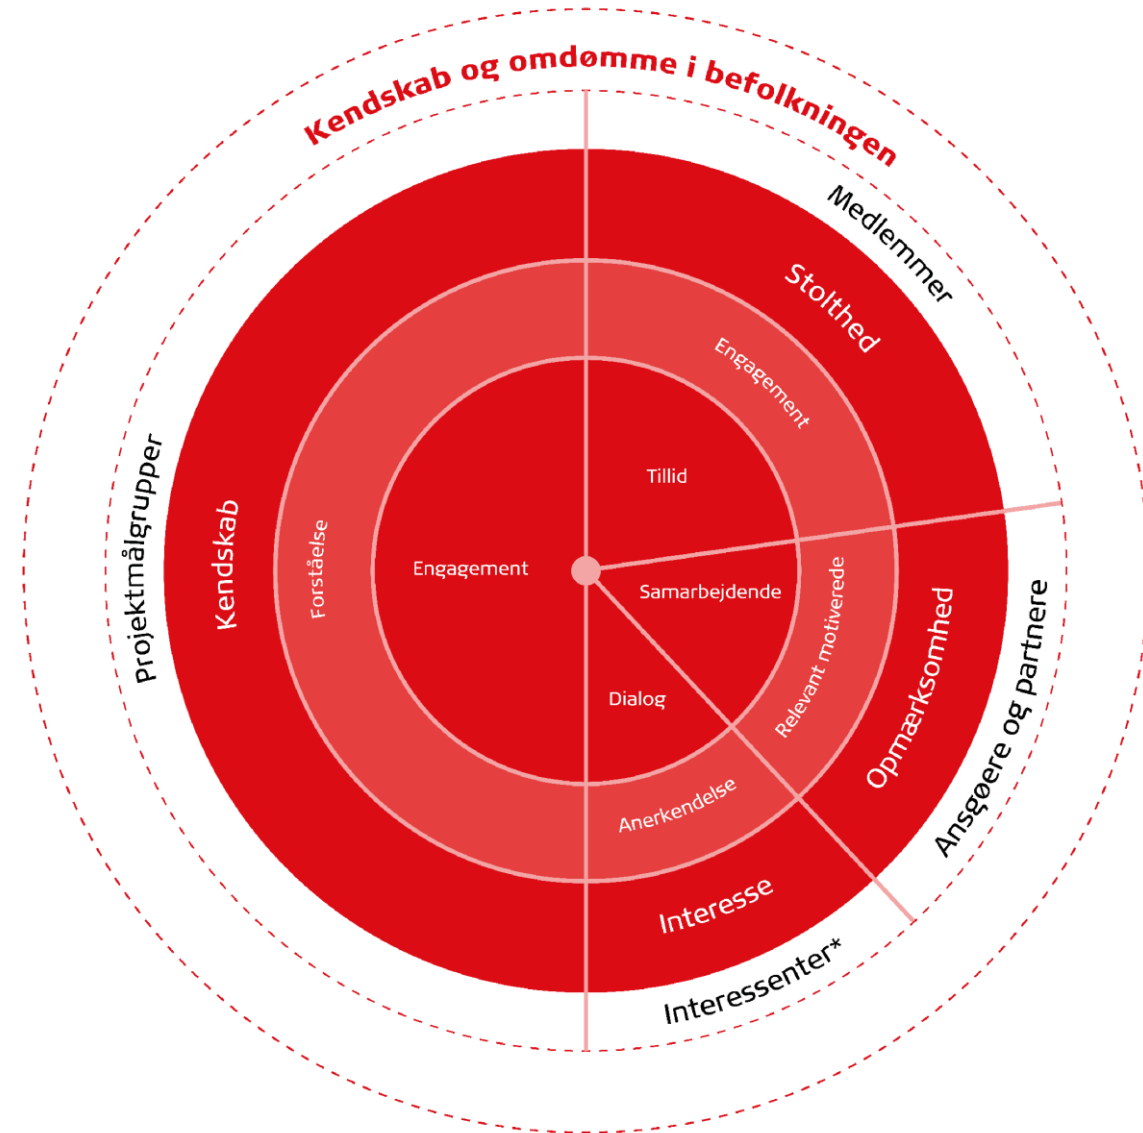 Kendskab og omdømme i befolkningen
Medlemmer
Stolthed
Engagement
Tillid
Ansgøere og partnere
Opmærksomhed
Relevant motiverede
Samarbejdende
Interessenter*
Interesse
Anerkendelse
Dialog
Projektmålgrupper
Kendskab
Forståelse
Engagement